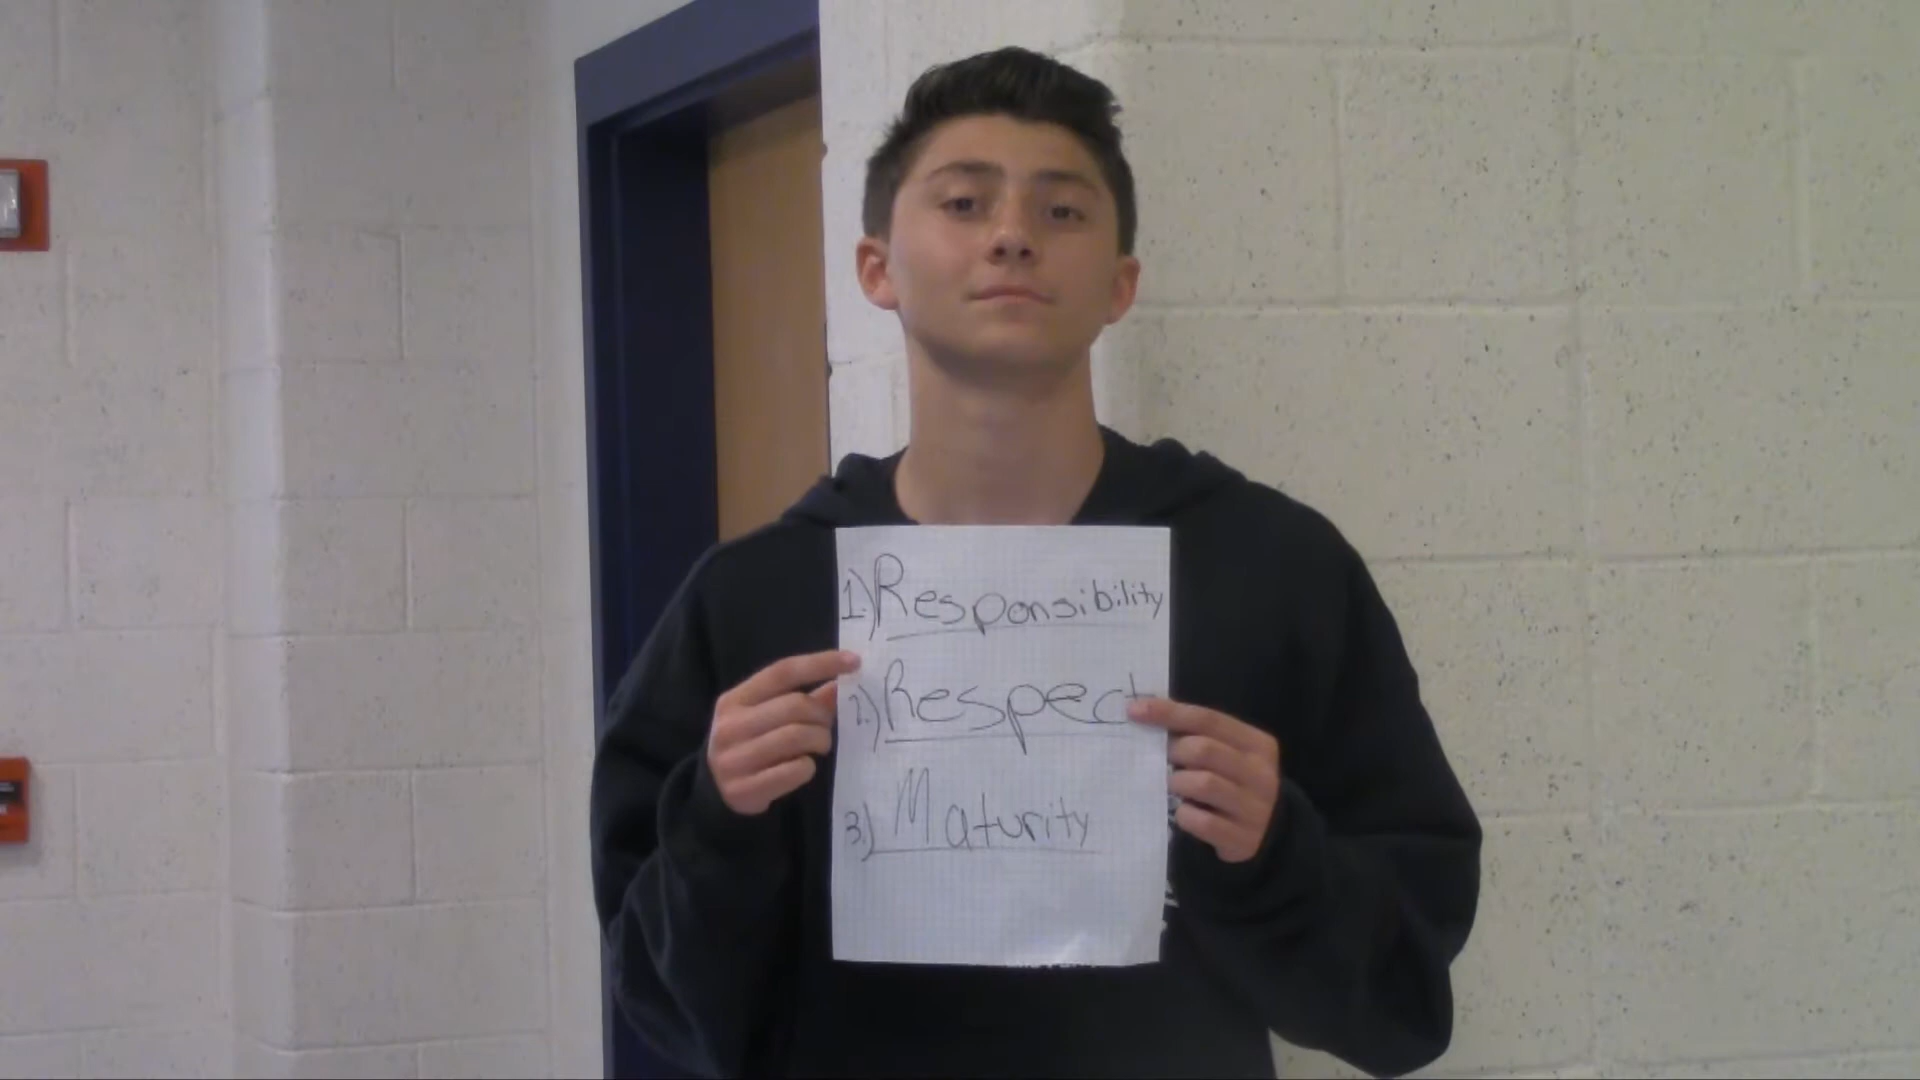 1.) Responsibility
2.) Respect
3.) Maturity